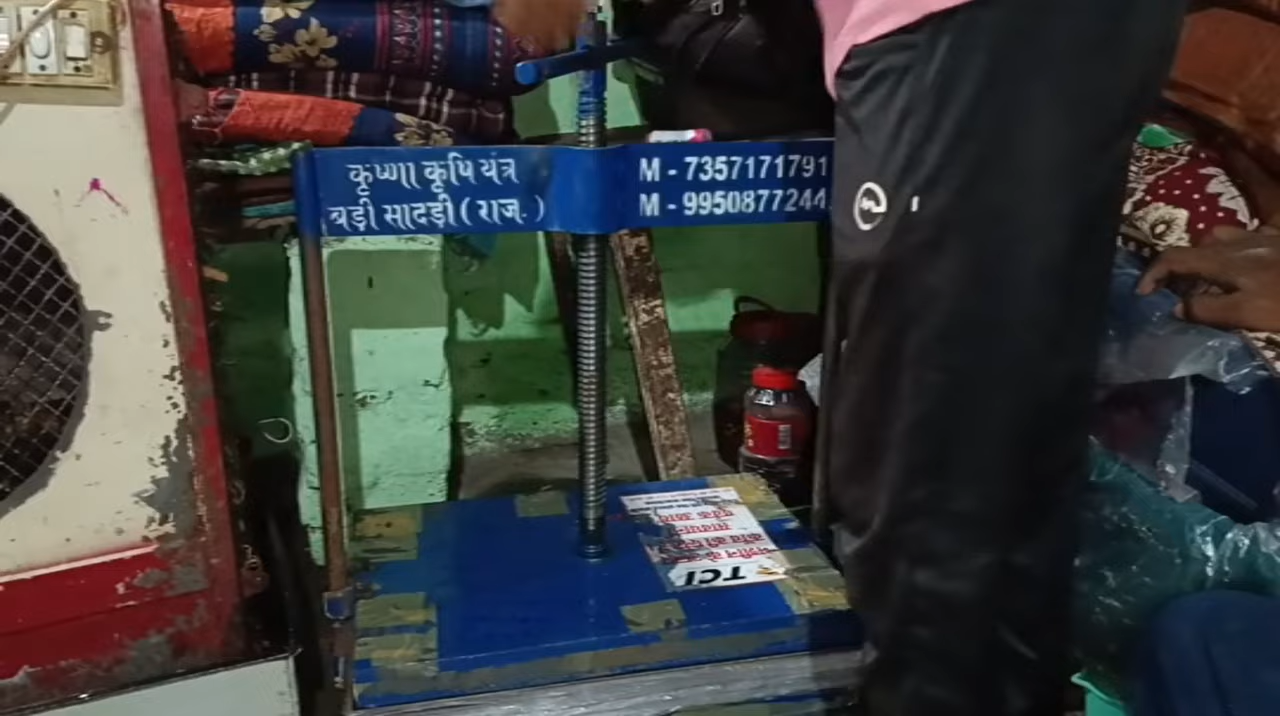 कृष्णा कृषि यंत्र
बड़ी सादड़ी ( राज. )
M - 7357171791
M - 9950877244
TCI